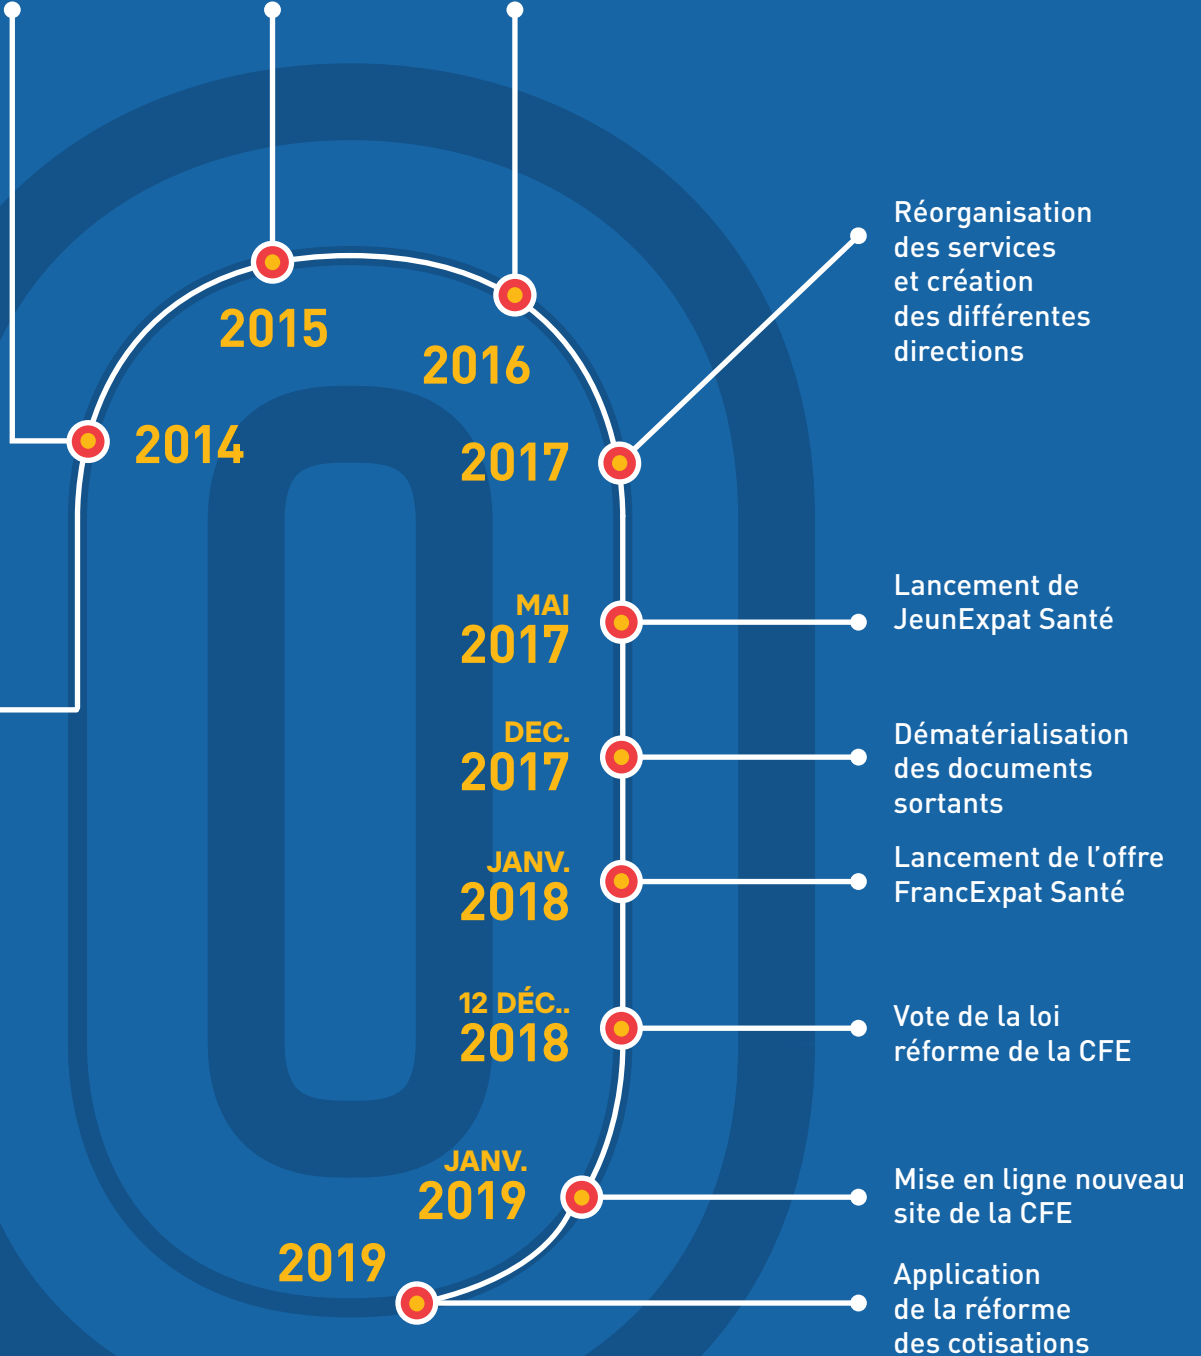 2014
2015
2016
2017
Réorganisation
des services
et création
des différentes
directions
MAI
2017
Lancement de
JeunExpat Santé
DEC.
2017
Dématérialisation
des documents
sortants
JANV.
2018
Lancement de l’offre
FrancExpat Santé
12 DÉC..
2018
Vote de la loi
réforme de la CFE
JANV.
2019
Mise en ligne nouveau
site de la CFE
2019
Application
de la réforme
des cotisations